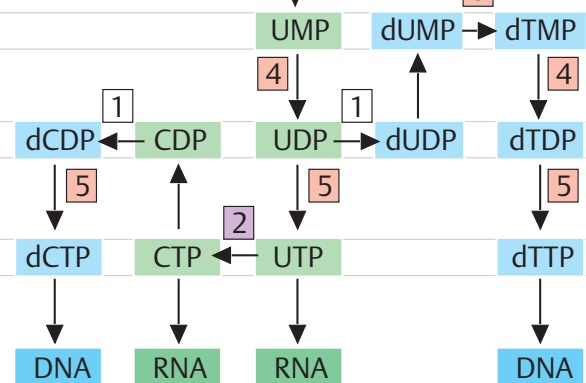 UMP dUMP dTMP
4 4
1 1
dCDP CDP UDP dUDP dTDP
5 5 5
2
dCTP CTP UTP dTTP
DNA RNA RNA DNA